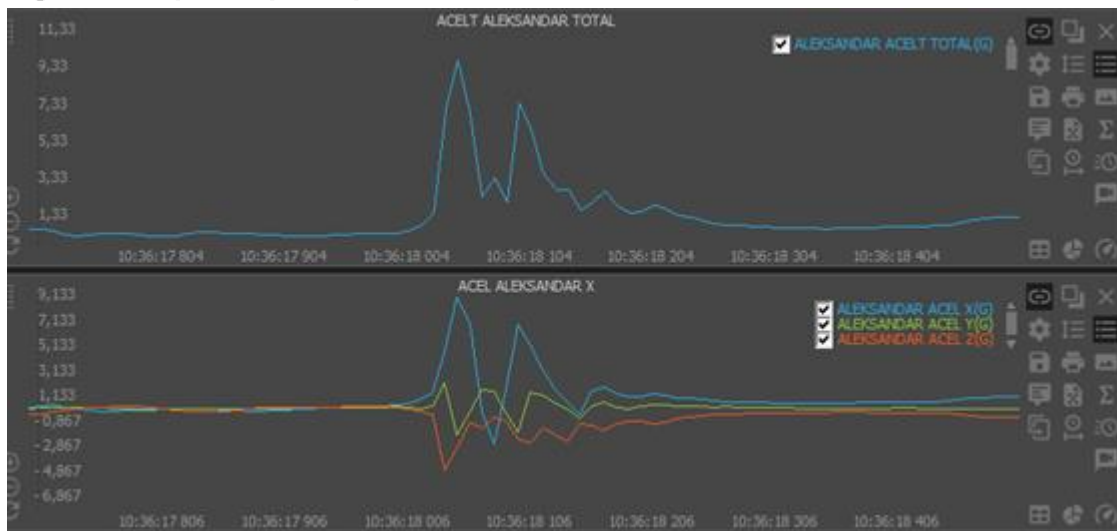 ACELT ALEKSANDAR TOTAL
ALEKSANDAR ACELT TOTAL(G)
11,33
9,33
7,33
5,33
3,33
1,33
10:36:17 804 10:36:17 904 10:36:18 004 10:36:18 104 10:36:18 204 10:36:18 304 10:36:18 404
ACEL ALEKSANDAR X
ALEKSANDAR ACEL X(G)
ALEKSANDAR ACEL Y(G)
ALEKSANDAR ACEL Z(G)
9,133
7,133
5,133
3,133
1,133
-0,867
-2,867
-4,867
-6,867
10:36:17 806 10:36:17 906 10:36:18 006 10:36:18 106 10:36:18 206 10:36:18 306 10:36:18 406